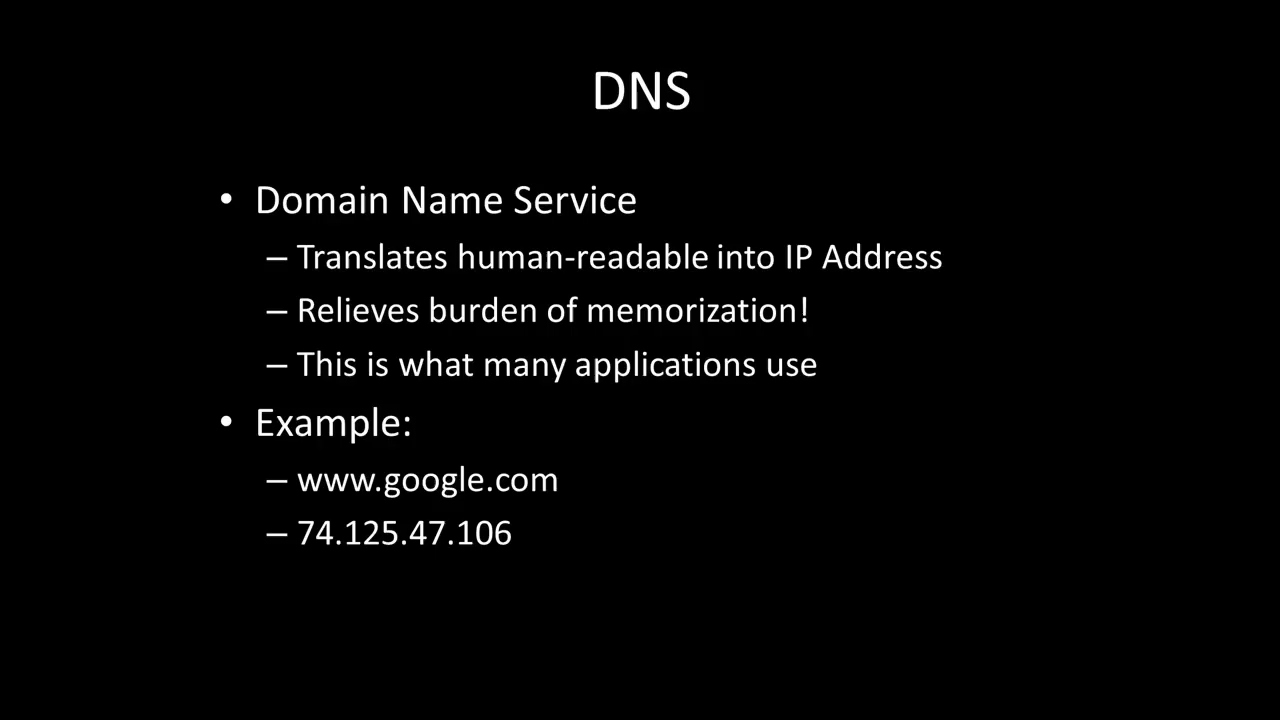 DNS
• Domain Name Service
– Translates human-readable into IP Address
– Relieves burden of memorization!
– This is what many applications use
• Example:
– www.google.com
– 74.125.47.106